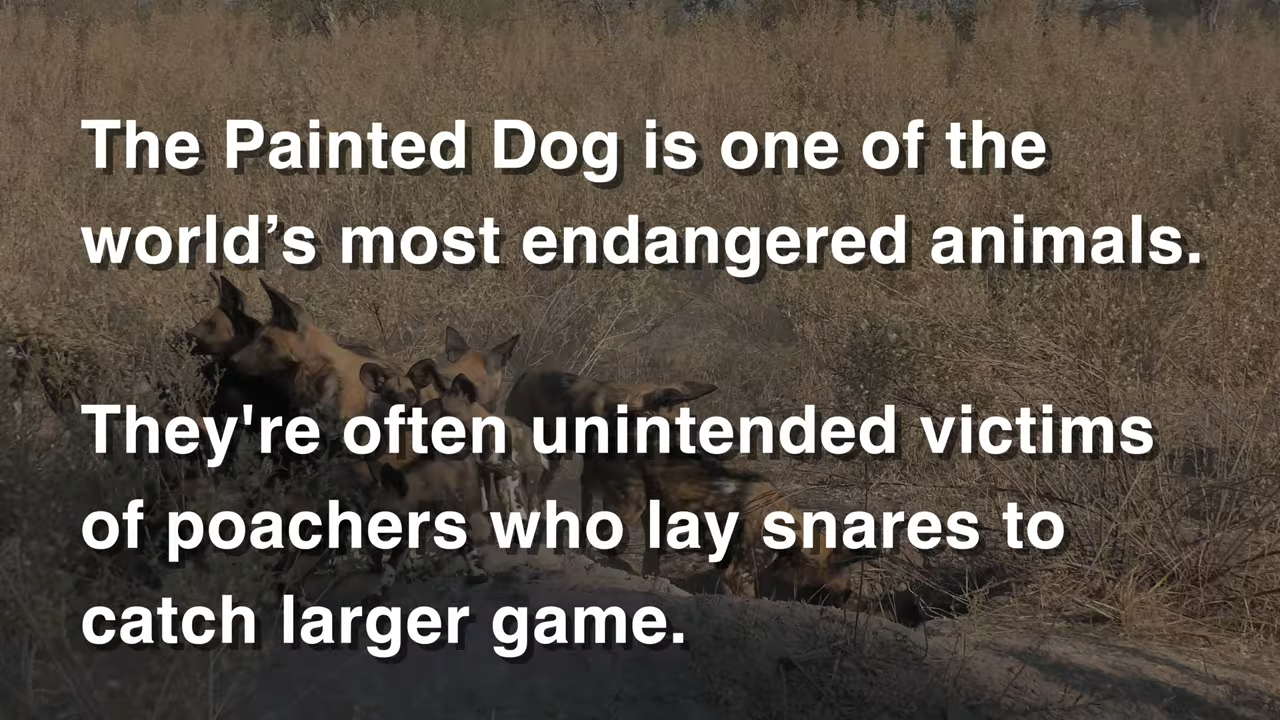 The Painted Dog is one of the
world’s most endangered animals.
They're often unintended victims
of poachers who lay snares to
catch larger game.